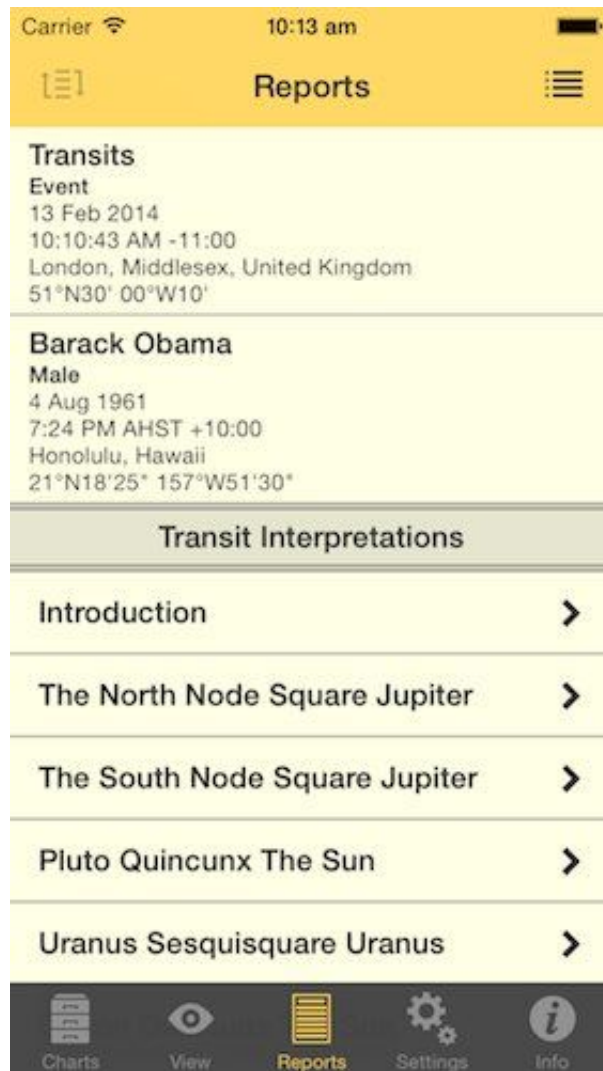 Carrier 10:13 am
Reports
Transits
Event
13 Feb 2014
10:10:43 AM -11:00
London, Middlesex, United Kingdom
51°N30' 00°W10'
Barack Obama
Male
4 Aug 1961
7:24 PM AHST +10:00
Honolulu, Hawaii
21°N18'25" 157°W51'30"
Transit Interpretations
Introduction
The North Node Square Jupiter
The South Node Square Jupiter
Pluto Quincunx The Sun
Uranus Sesquisquare Uranus
Charts View Reports Settings Info